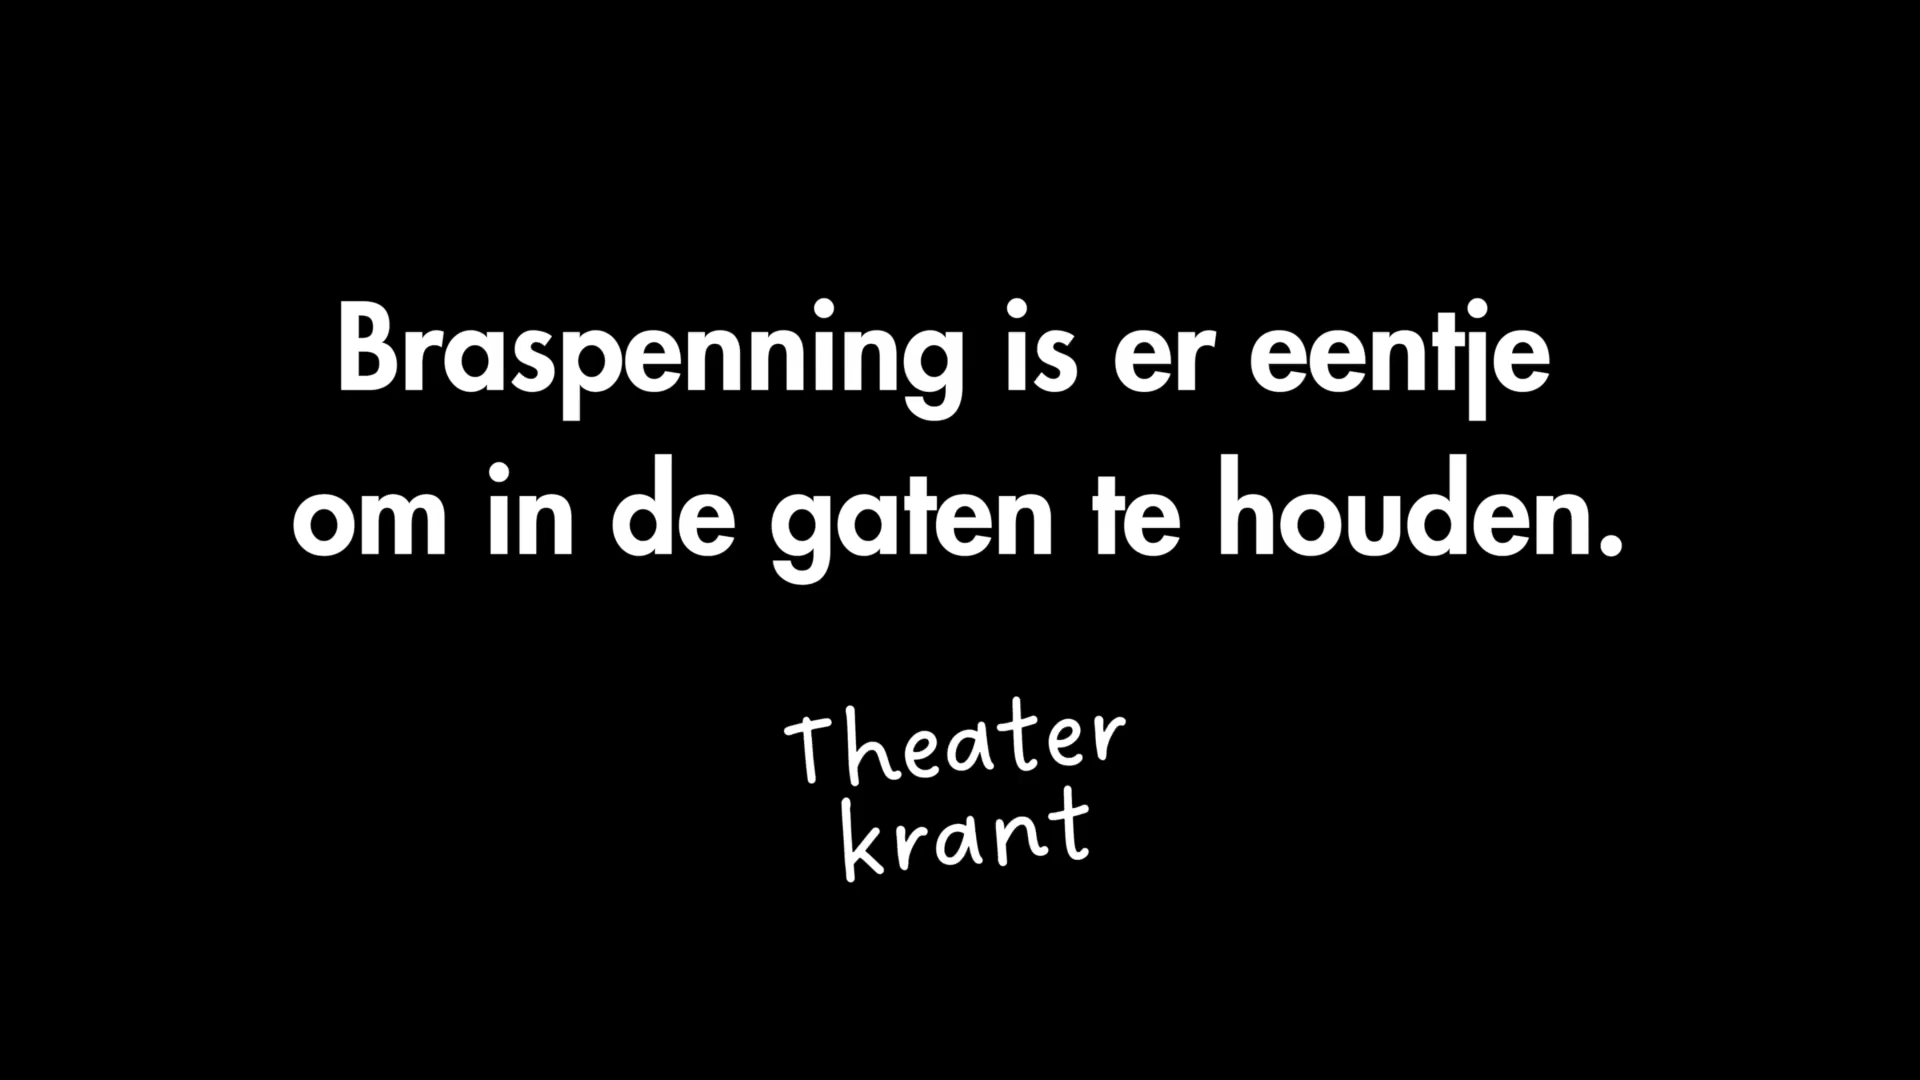 Braspenning is er eentje
om in de gaten te houden.
Theater
krant